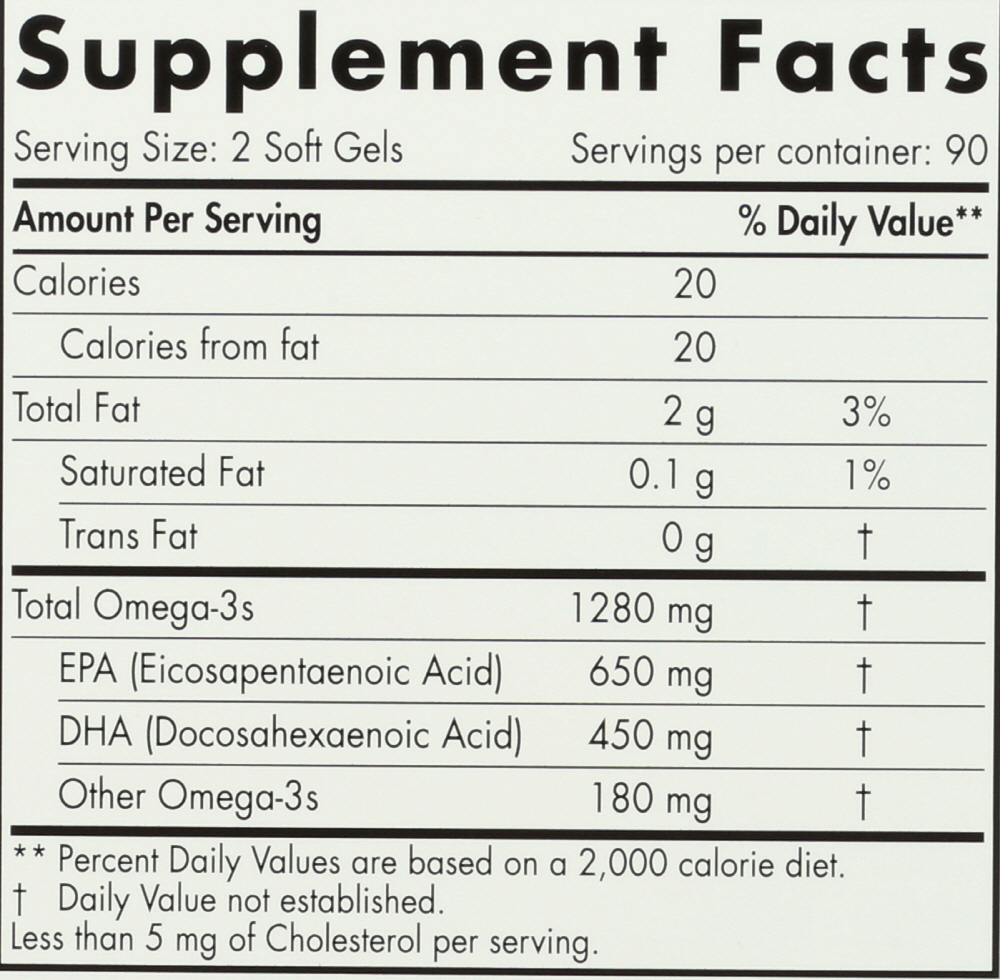 Supplement Facts
Serving Size: 2 Soft Gels Servings per container: 90
Amount Per Serving % Daily Value**
Calories 20
Calories from fat 20
Total Fat 2 g 3%
Saturated Fat 0.1 g 1%
Trans Fat 0 g †
Total Omega-3s 1280 mg †
EPA (Eicosapentaenoic Acid) 650 mg †
DHA (Docosahexaenoic Acid) 450 mg †
Other Omega-3s 180 mg †
** Percent Daily Values are based on a 2,000 calorie diet.
† Daily Value not established.
Less than 5 mg of Cholesterol per serving.